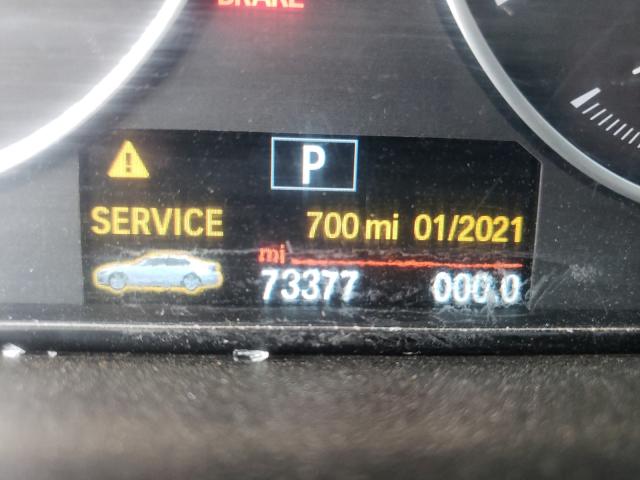 BRAKE
P
SERVICE 700 mi 01/2021
mi
73377 000.0